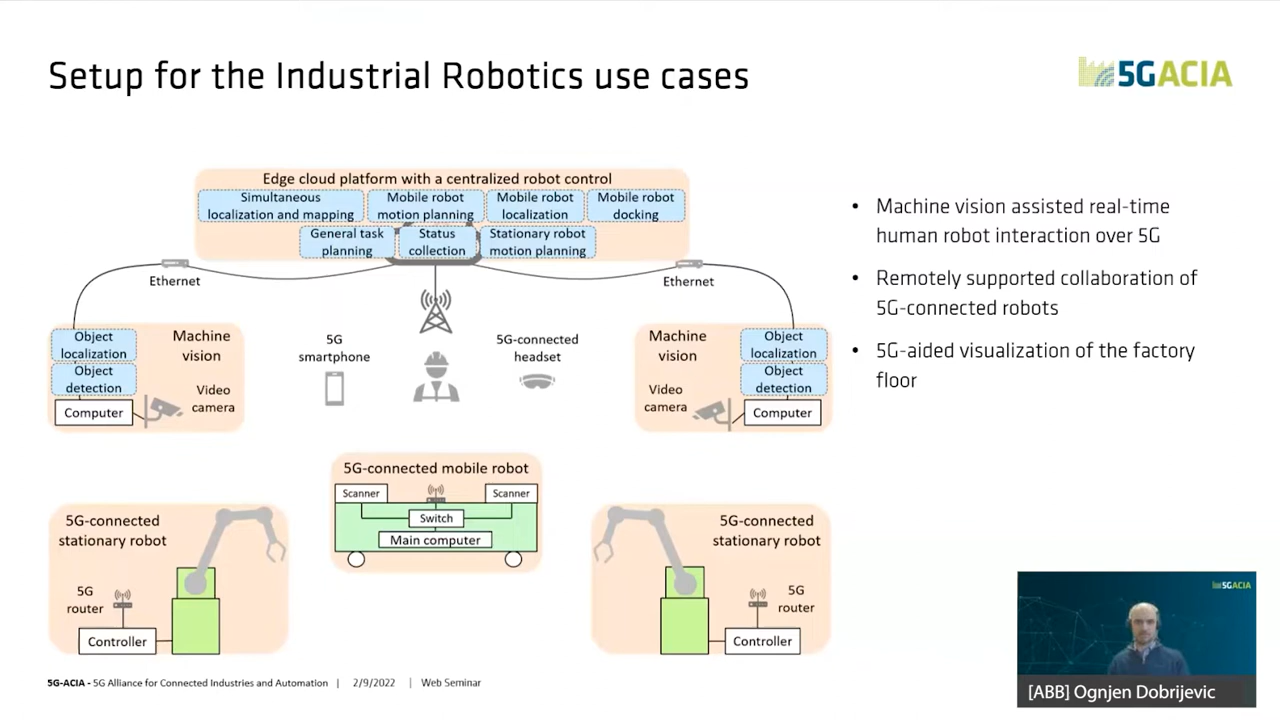 Setup for the Industrial Robotics use cases
5GACIA
Edge cloud platform with a centralized robot control
Simultaneous
localization and mapping
Mobile robot
motion planning
Mobile robot
localization
Mobile robot
docking
General task
planning
Status
collection
Stationary robot
motion planning
Ethernet
Ethernet
Object
localization
Object
detection
Computer
Machine
vision
Video
camera
5G
smartphone
5G-connected
headset
Machine
vision
Video
camera
Object
localization
Object
detection
Computer
5G-connected mobile robot
Scanner
Scanner
Switch
Main computer
5G-connected
stationary robot
5G
router
Controller
5G-connected
stationary robot
5G
router
Controller
• Machine vision assisted real-time
human robot interaction over 5G
• Remotely supported collaboration of
5G-connected robots
• 5G-aided visualization of the factory
floor
5GACIA
[ABB] Ognjen Dobrijevic
5G-ACIA - 5G Alliance for Connected Industries and Automation | 2/9/2022 | Web Seminar